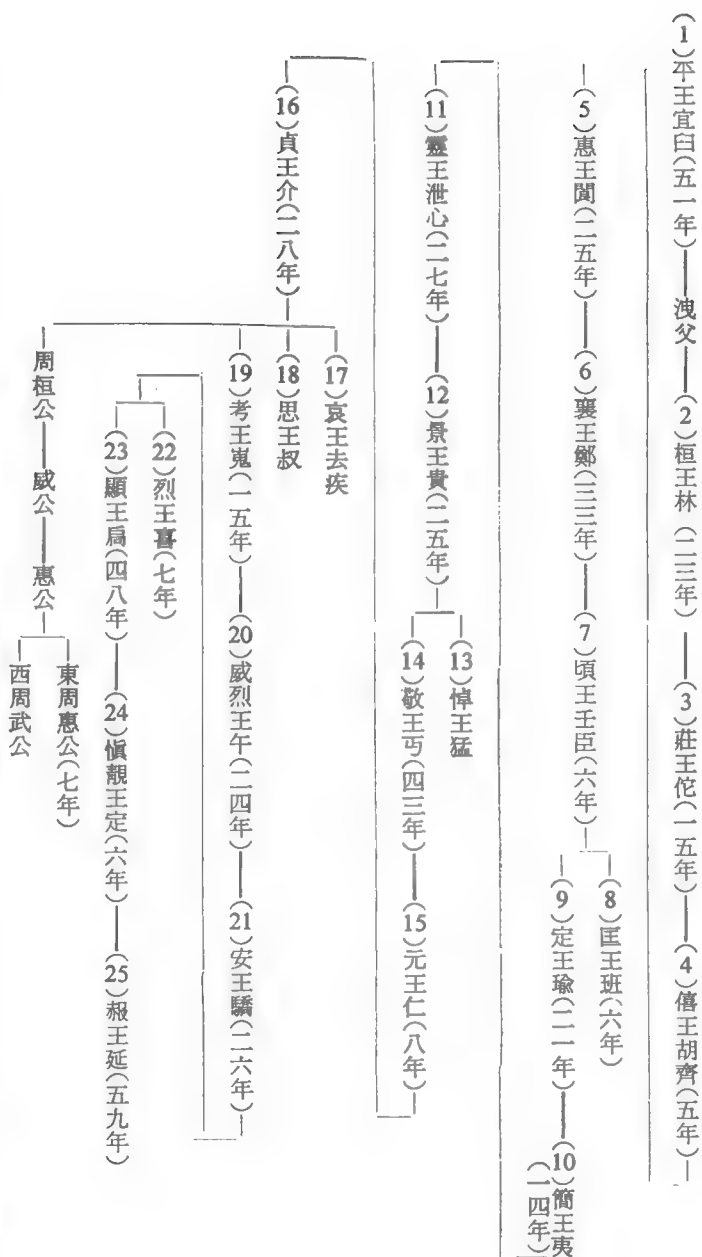 (1)平王宜臼(五一年)——洩父——(2)桓王林(二三年)——(3)莊王佗(一五年)——(4)僖王胡齊(五年)
(5)惠王閬(二五年)——(6)襄王鄭(三三年)——(7)頃王壬臣(六年)
(8)匡王班(六年)
(9)定王瑜(二一年)——(10)簡王夷(一四年)
(11)靈王泄心(二七年)——(12)景王貴(二五年)
(13)悼王猛
(14)敬王丐(四三年)——(15)元王仁(八年)
(16)貞王介(二八年)
(17)哀王去疾
(18)思王叔
(19)考王嵬(一五年)——(20)威烈王午(二四年)——(21)安王驕(二六年)
(22)烈王喜(七年)
(23)顯王扁(四八年)——(24)慎靚王定(六年)——(25)赧王延(五九年)
周桓公——威公——惠公
東周惠公(七年)
西周武公